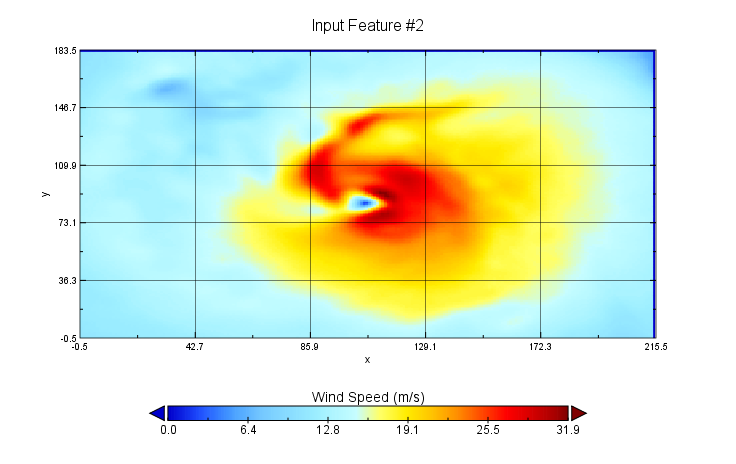 Input Feature #2
183.5
146.7
109.9
y
73.1
36.3
-0.5
-0.5 42.7 85.9 129.1 172.3 215.5
x
Wind Speed (m/s)
0.0 6.4 12.8 19.1 25.5 31.9